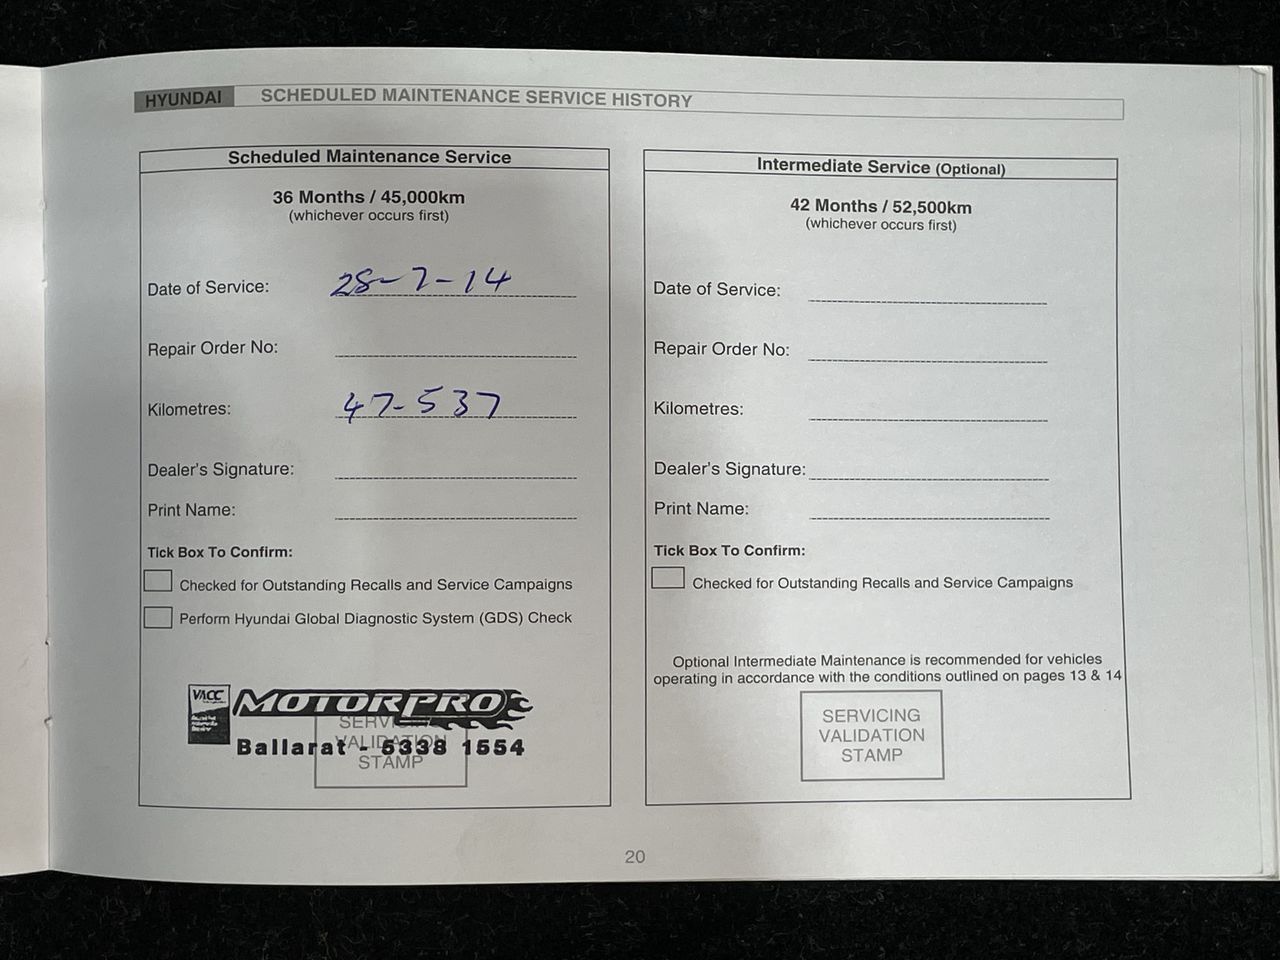 HYUNDAI SCHEDULED MAINTENANCE SERVICE HISTORY
Scheduled Maintenance Service
36 Months / 45,000km
(whichever occurs first)
Date of Service: 28-7-14
Repair Order No:
Kilometres: 47-537
Dealer's Signature:
Print Name:
Tick Box To Confirm:
Checked for Outstanding Recalls and Service Campaigns
Perform Hyundai Global Diagnostic System (GDS) Check
VACC
MOTORPRO
Ballarat - 5338 1554
SERVICING
VALIDATION
STAMP
Intermediate Service (Optional)
42 Months / 52,500km
(whichever occurs first)
Date of Service:
Repair Order No:
Kilometres:
Dealer's Signature:
Print Name:
Tick Box To Confirm:
Checked for Outstanding Recalls and Service Campaigns
Optional Intermediate Maintenance is recommended for vehicles
operating in accordance with the conditions outlined on pages 13 & 14
SERVICING
VALIDATION
STAMP
20